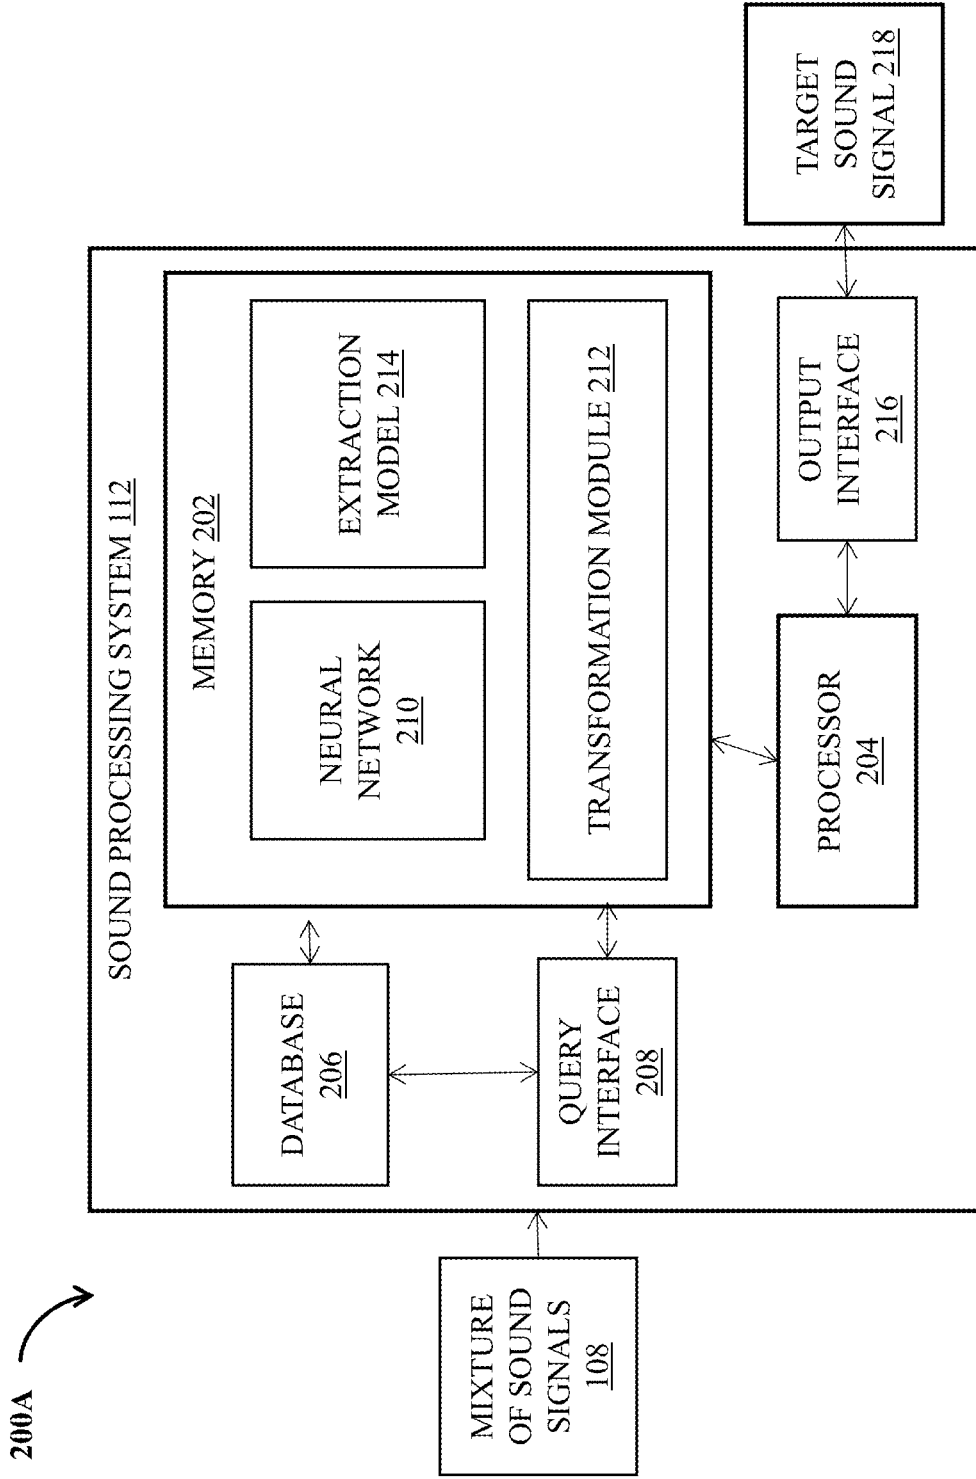 200A
SOUND PROCESSING SYSTEM 112
MEMORY 202
NEURAL
NETWORK
210
EXTRACTION
MODEL 214
TRANSFORMATION MODULE 212
DATABASE
206
QUERY
INTERFACE
208
MIXTURE
OF SOUND
SIGNALS
108
PROCESSOR
204
OUTPUT
INTERFACE
216
TARGET
SOUND
SIGNAL 218